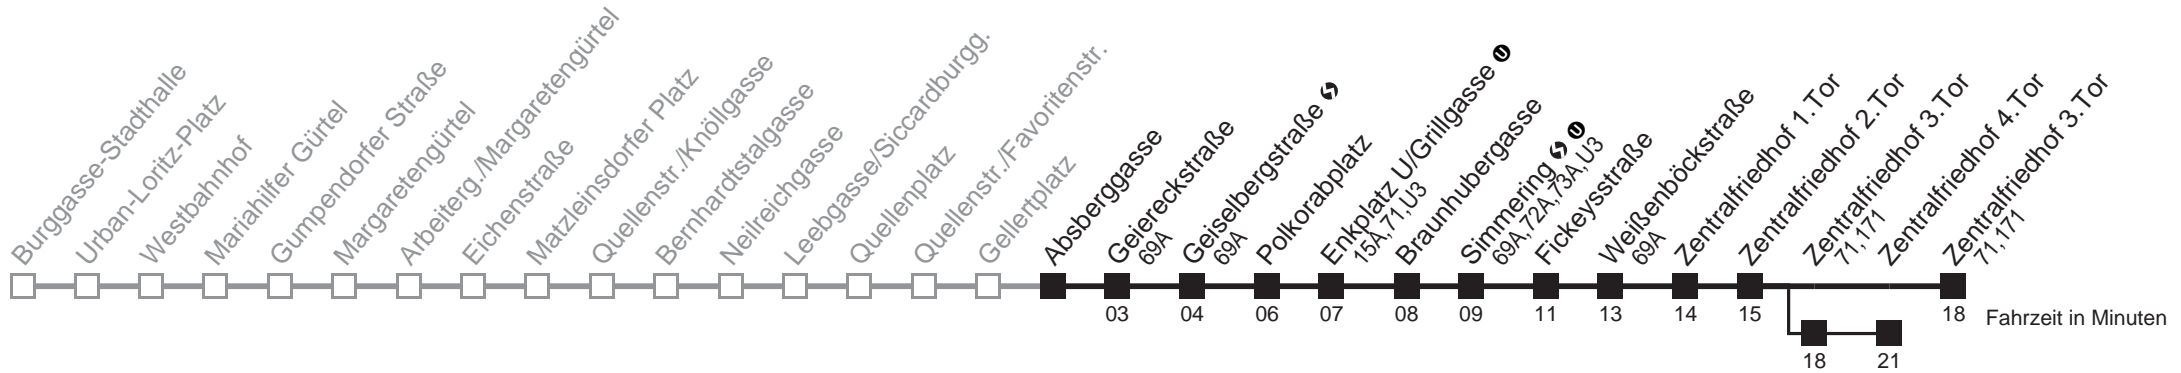 Burggasse-Stadthalle
Urban-Loritz-Platz
Westbahnhof
Mariahilfer Gürtel
Gumpendorfer Straße
Margaretengürtel
Arbeiterg./Margaretengürtel
Eichenstraße
Matzleinsdorfer Platz
Quellenstr./Knöllgasse
Bernhardtstalgasse
Neilreichgasse
Leebgasse/Siccardburgg.
Quellenplatz
Quellenstr./Favoritenstr.
Gellertplatz
Absberggasse
Geiereckstraße
69A
Geiselbergstraße
69A
Polkorabplatz
Enkplatz U/Grillgasse U
15A,71,U3
Braunhubergasse
Simmering U
69A,72A,73A,U3
Fickeysstraße
Weißenböckstraße
69A
Zentralfriedhof 1.Tor
Zentralfriedhof 2.Tor
Zentralfriedhof 3.Tor
71,171
Zentralfriedhof 4.Tor
Zentralfriedhof 3.Tor
71,171
03 04 06 07 08 09 11 13 14 15 18 Fahrzeit in Minuten
18 21